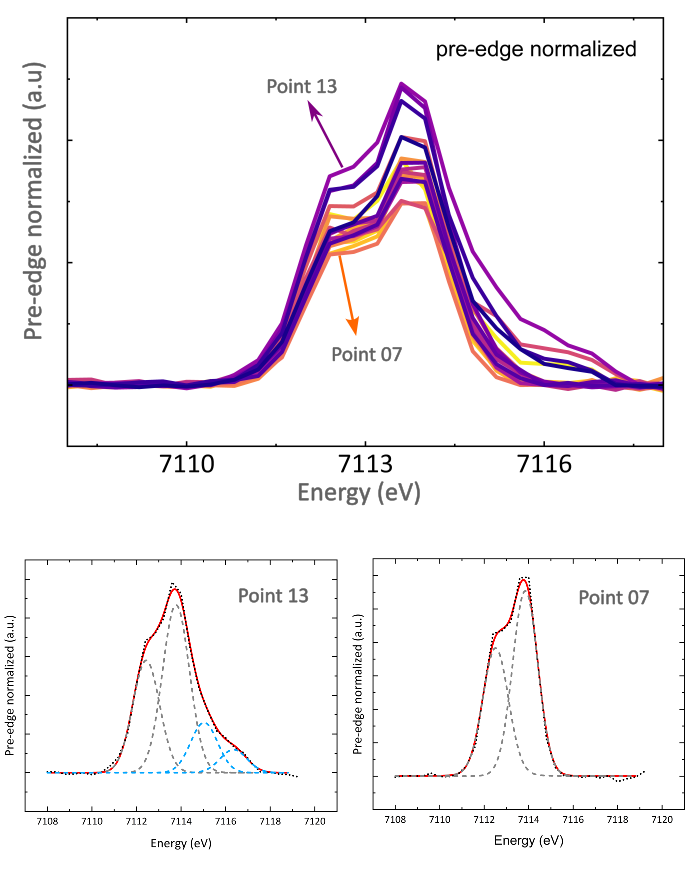 pre-edge normalized
Point 13
Pre-edge normalized (a.u)
Point 07
7110 7113 7116
Energy (eV)
Point 13
Pre-edge normalized (a.u.)
7108 7110 7112 7114 7116 7118 7120
Energy (eV)
Point 07
Pre-edge normalized (a.u.)
7108 7110 7112 7114 7116 7118 7120
Energy (eV)